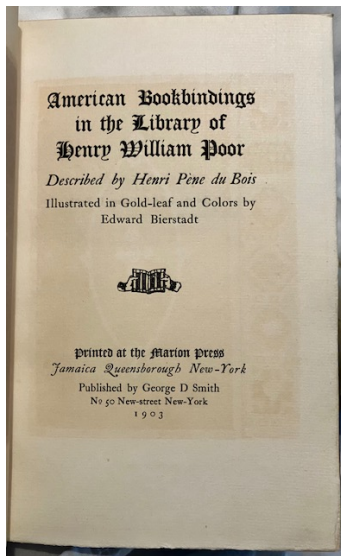 American Bookbindings
in the Library of
Henry William Poor
Described by Henri Pène du Bois
Illustrated in Gold-leaf and Colors by
Edward Bierstadt
Printed at the Marion Press
Jamaica Queensborough New-York
Published by George D Smith
No 50 New-street New-York
1903